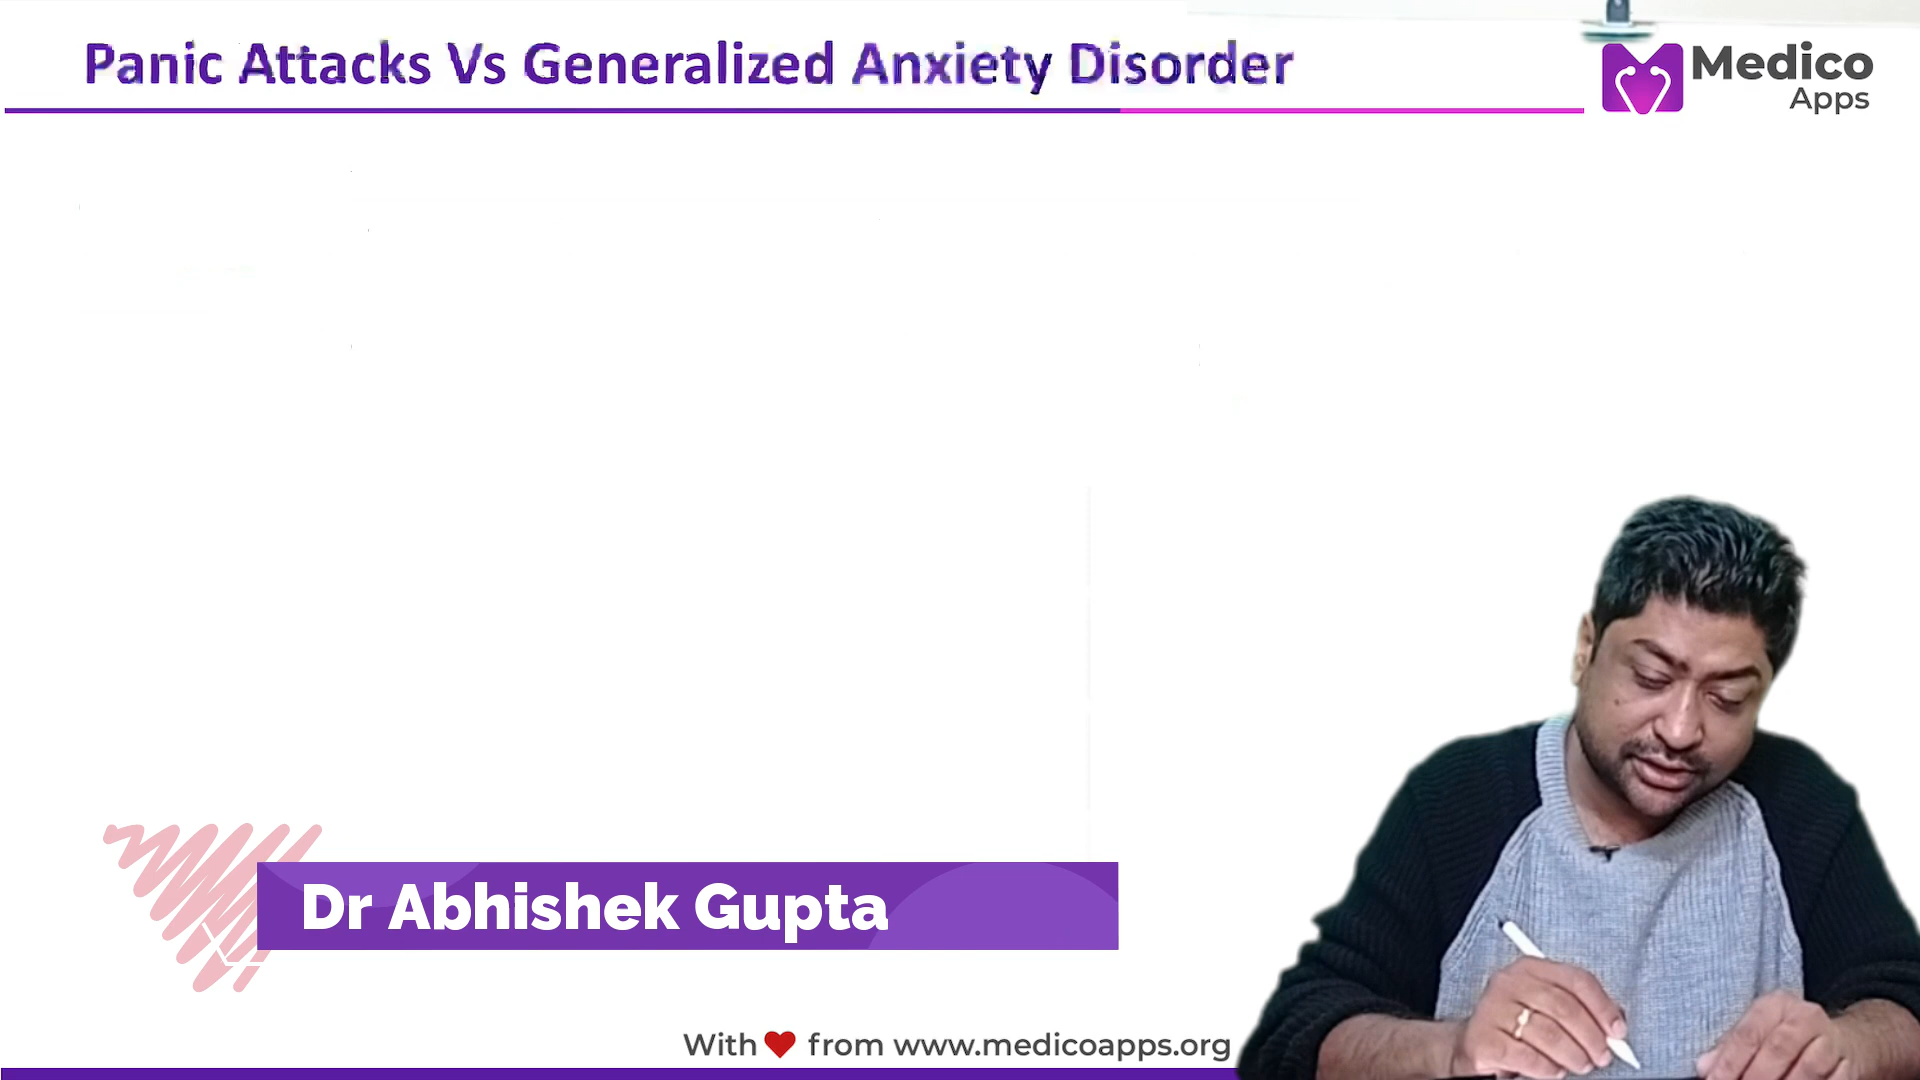 Panic Attacks Vs Generalized Anxiety Disorder
Medico
Apps
Dr Abhishek Gupta
With ❤ from www.medicoapps.org